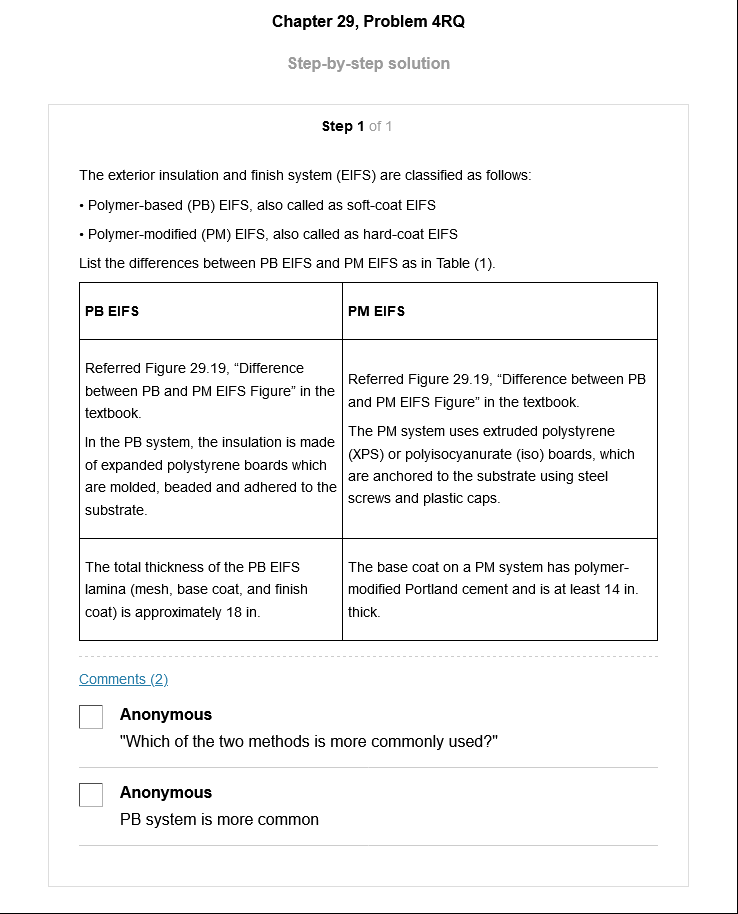 Chapter 29, Problem 4RQ
Step-by-step solution
Step 1 of 1
The exterior insulation and finish system (EIFS) are classified as follows:
• Polymer-based (PB) EIFS, also called as soft-coat EIFS
• Polymer-modified (PM) EIFS, also called as hard-coat EIFS
List the differences between PB EIFS and PM EIFS as in Table (1).
PB EIFS
PM EIFS
Referred Figure 29.19, “Difference
between PB and PM EIFS Figure” in the
textbook.
In the PB system, the insulation is made
of expanded polystyrene boards which
are molded, beaded and adhered to the
substrate.
Referred Figure 29.19, “Difference between PB
and PM EIFS Figure” in the textbook.
The PM system uses extruded polystyrene
(XPS) or polyisocyanurate (iso) boards, which
are anchored to the substrate using steel
screws and plastic caps.
The total thickness of the PB EIFS
lamina (mesh, base coat, and finish
coat) is approximately 18 in.
The base coat on a PM system has polymer-
modified Portland cement and is at least 14 in.
thick.
Comments (2)
Anonymous
"Which of the two methods is more commonly used?"
Anonymous
PB system is more common